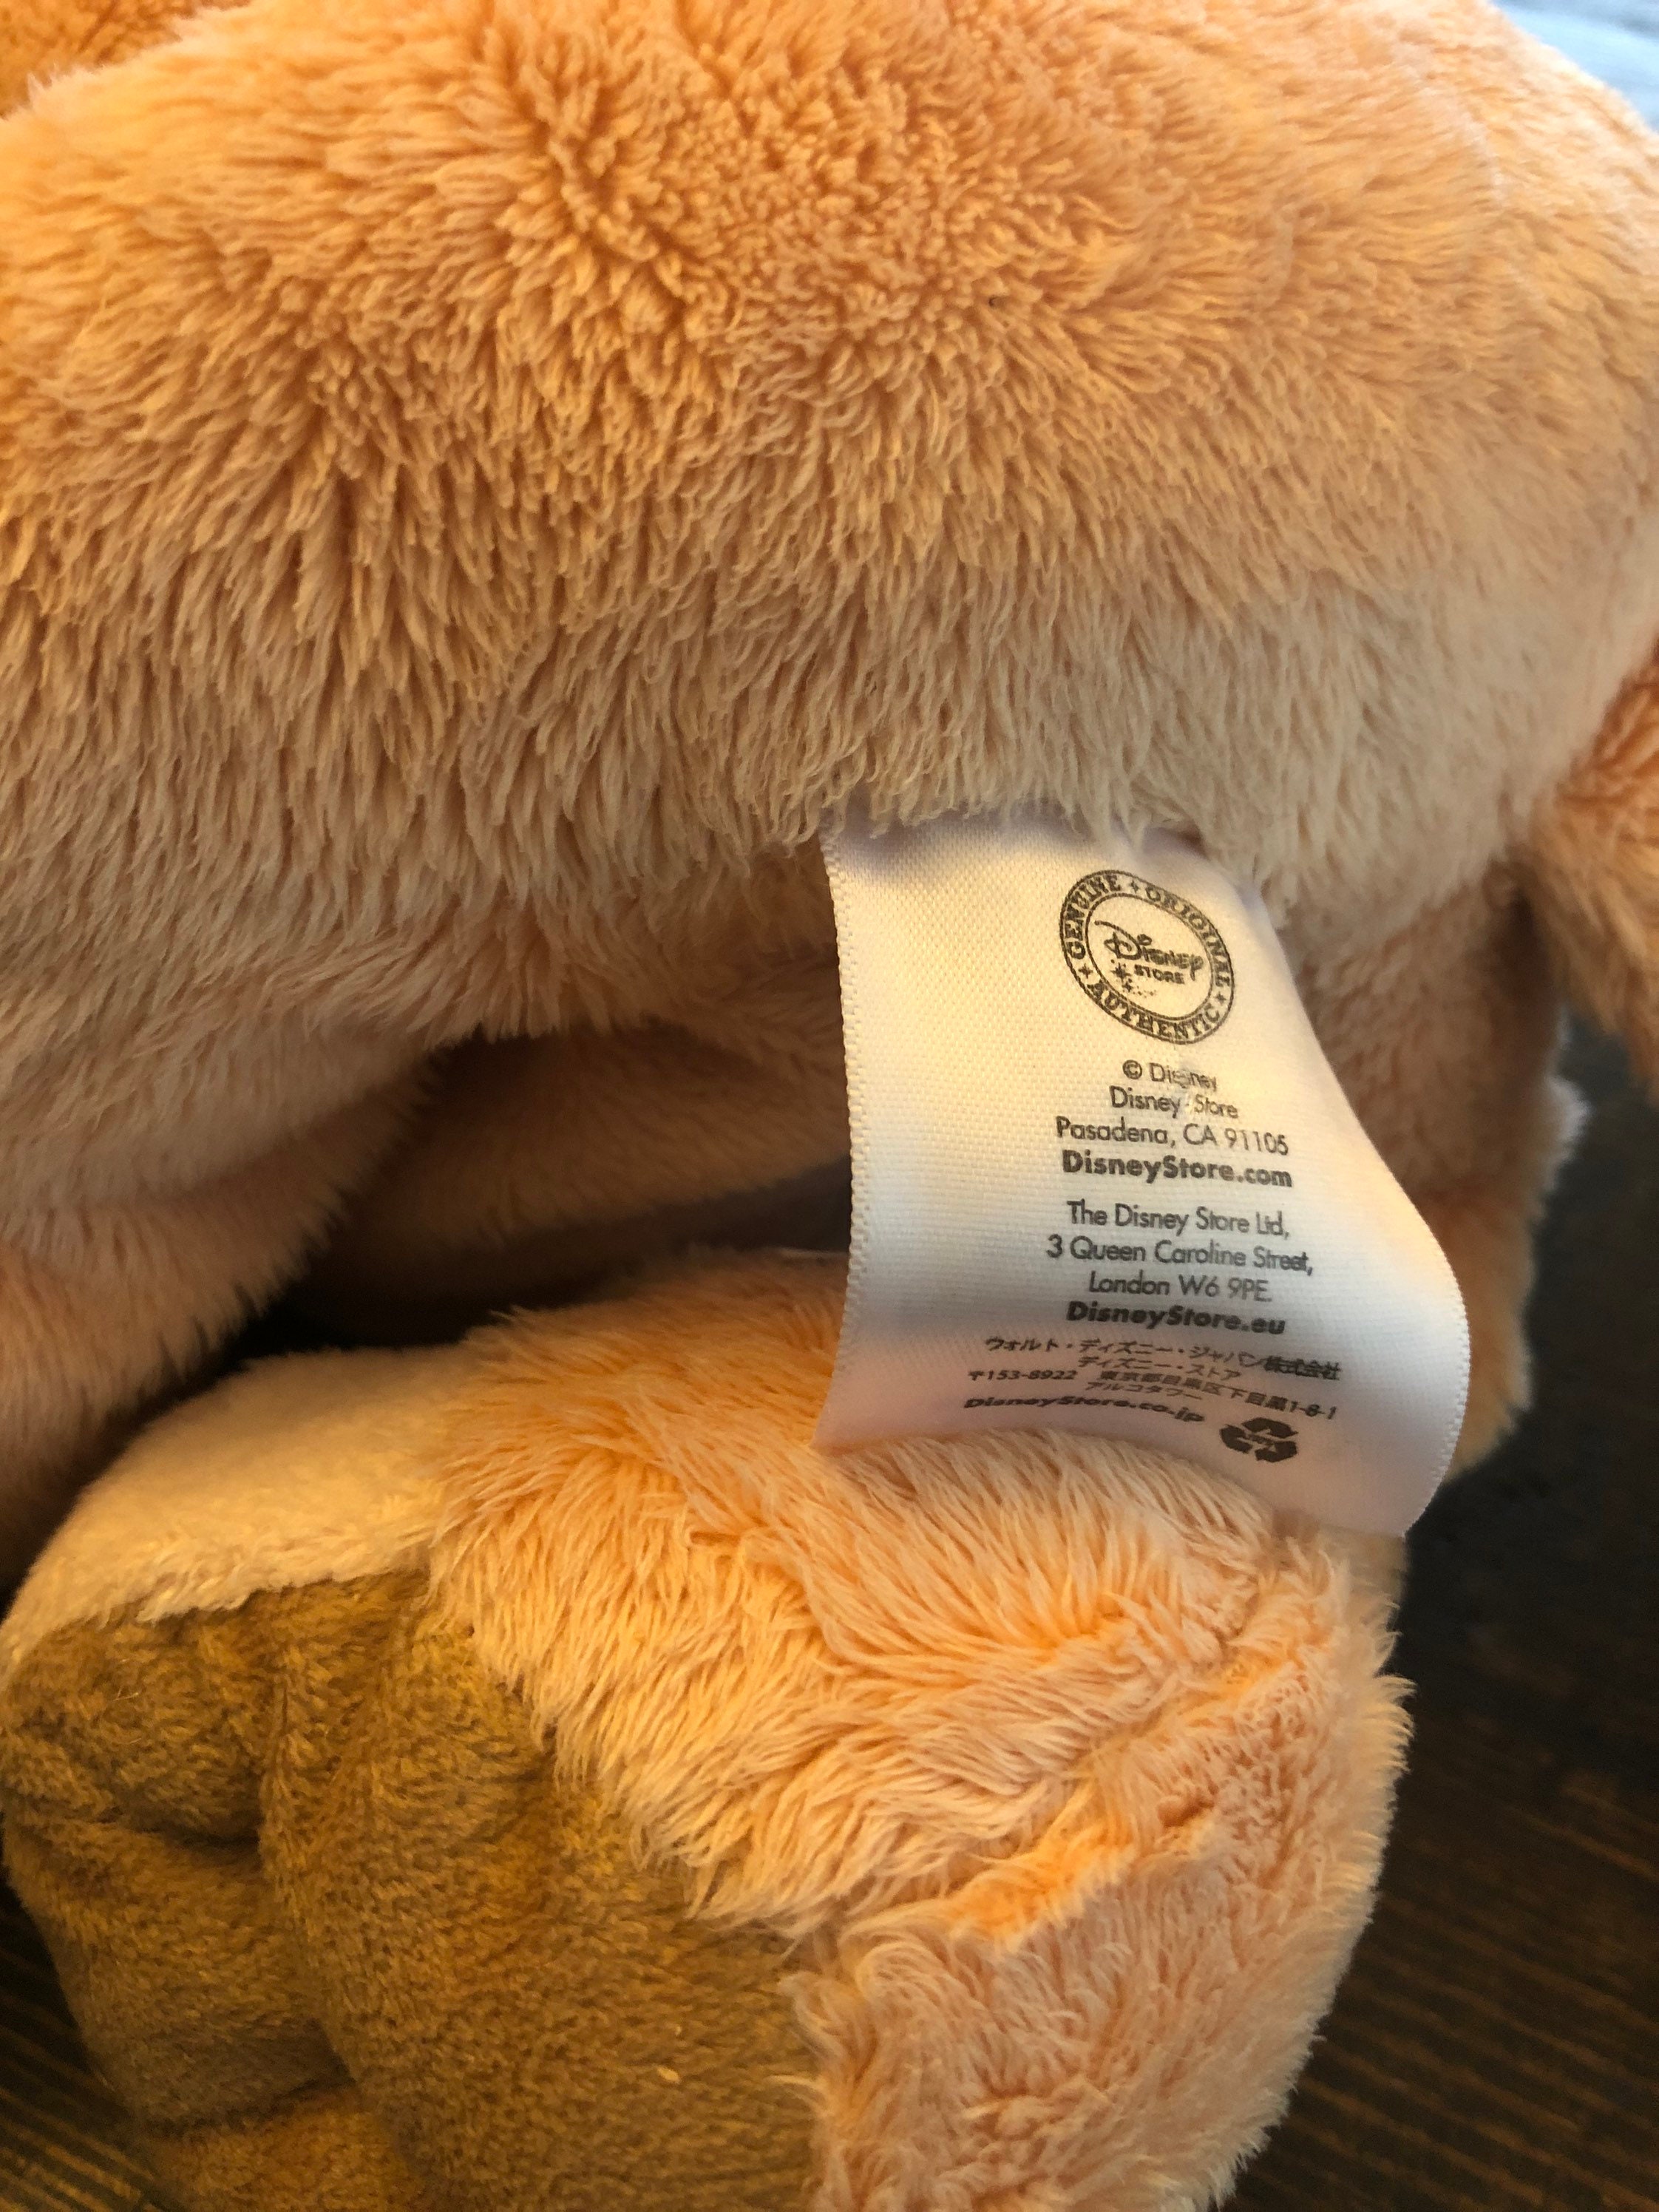 GENUINE ORIGINAL AUTHENTIC
Disney
STORE
© Disney
Disney Store
Pasadena, CA 91105
DisneyStore.com
The Disney Store Ltd,
3 Queen Caroline Street,
London W6 9PE.
DisneyStore.eu
ウォルト・ディズニー・ジャパン株式会社
ディズニー・ストア
〒153-8922 東京都目黒区下目黒1-8-1
アルコタワー
DisneyStore.co.jp